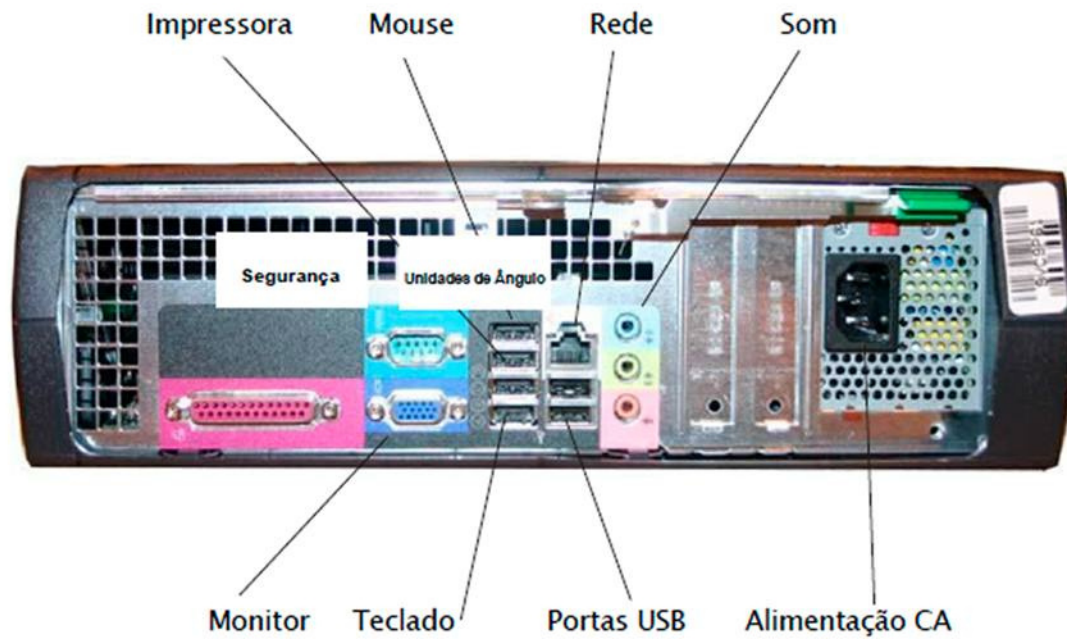 Impressora
Mouse
Rede
Som
Segurança
Unidades de Ângulo
Monitor
Teclado
Portas USB
Alimentação CA